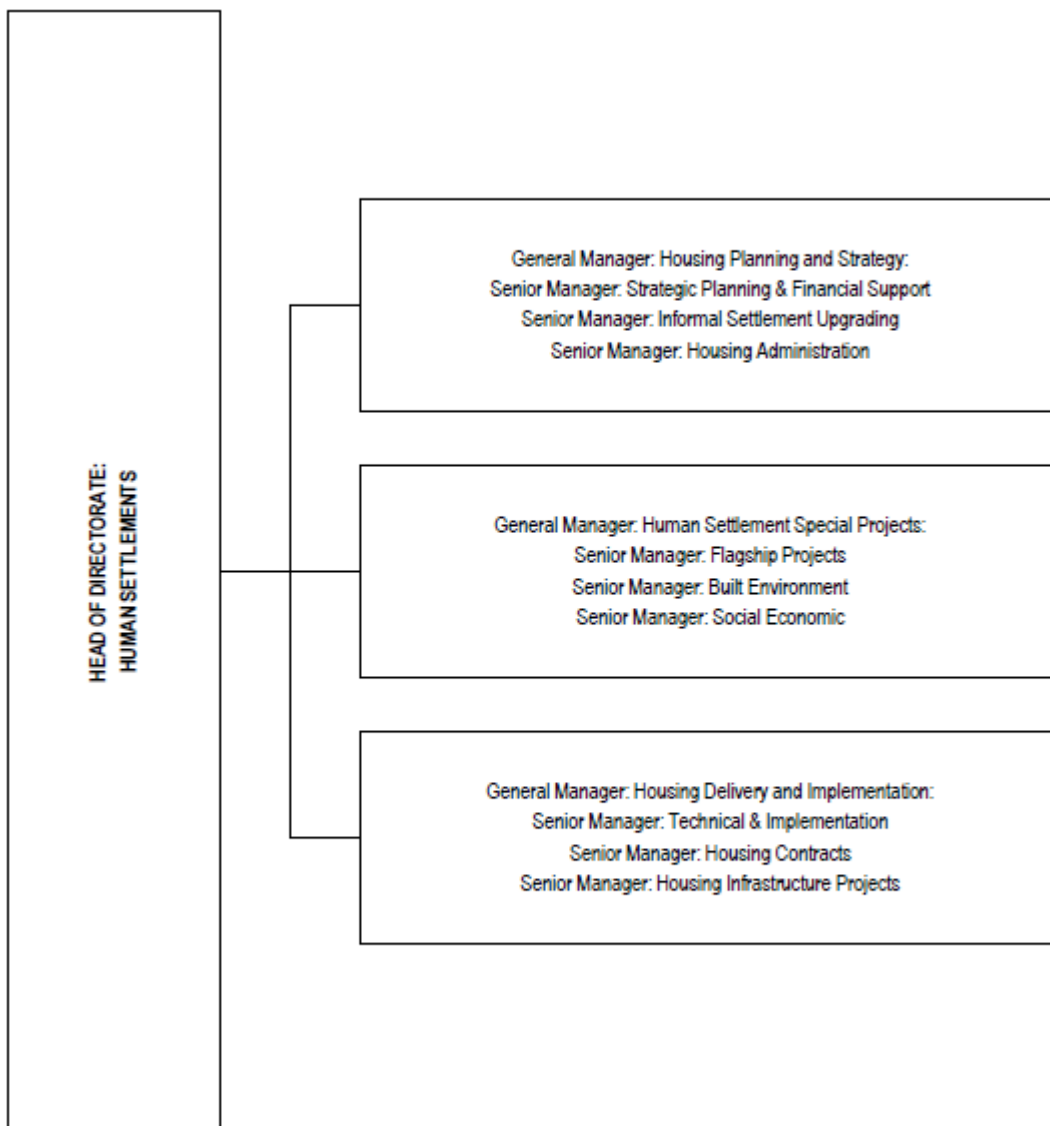 HEAD OF DIRECTORATE:
HUMAN SETTLEMENTS
General Manager: Housing Planning and Strategy:
Senior Manager: Strategic Planning & Financial Support
Senior Manager: Informal Settlement Upgrading
Senior Manager: Housing Administration
General Manager: Human Settlement Special Projects:
Senior Manager: Flagship Projects
Senior Manager: Built Environment
Senior Manager: Social Economic
General Manager: Housing Delivery and Implementation:
Senior Manager: Technical & Implementation
Senior Manager: Housing Contracts
Senior Manager: Housing Infrastructure Projects